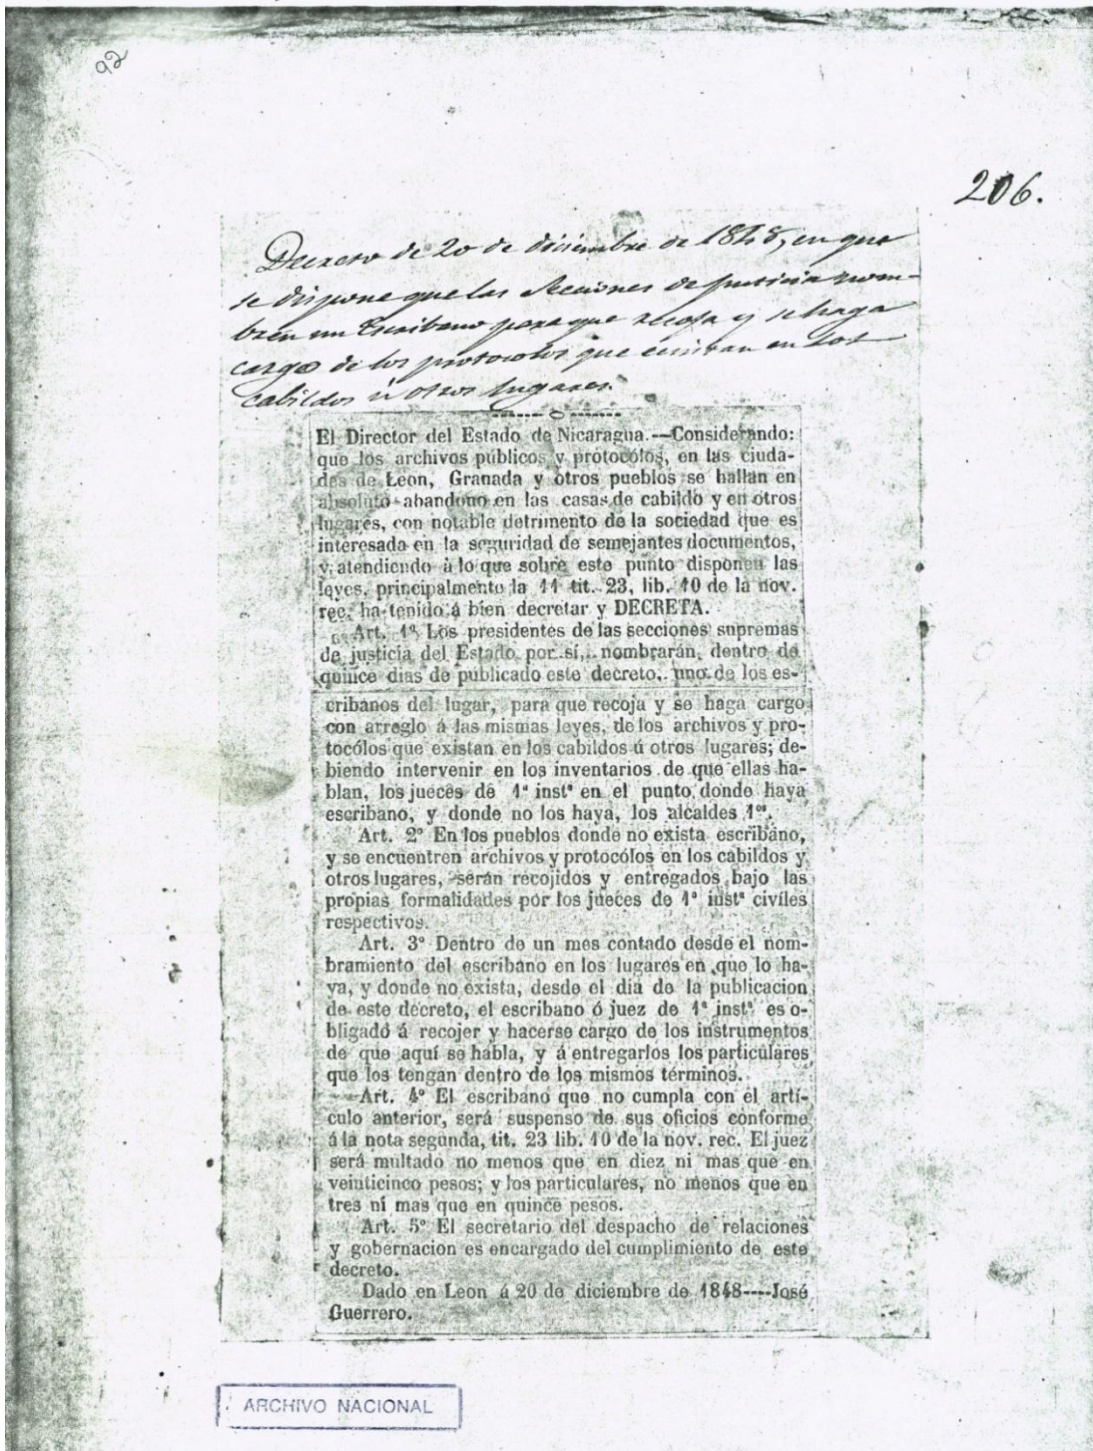 92
206.
Decreto de 20 de diciembre de 1848, en que
se dispone que las Secciones de Justicia nom-
bren un Escribano para que recoja y se haga
cargo de los protocolos que existan en los
cabildos ú otros lugares.
El Director del Estado de Nicaragua.--Considerando:
que los archivos públicos y protocólos, en las ciuda-
des de Leon, Granada y otros pueblos se hallan en
absoluto abandono en las casas de cabildo y en otros
lugares, con notable detrimento de la sociedad que es
interesada en la seguridad de semejantes documentos,
y atendiendo à lo que sobre este punto disponen las
leyes, principalmente la 11 tit. 23, lib. 10 de la nov.
rec. ha tenido á bien decretar y DECRETA.
Art. 1º Los presidentes de las secciones supremas
de justicia del Estado por sí, nombrarán, dentro de
quince dias de publicado este decreto, uno de los es-
cribanos del lugar, para que recoja y se haga cargo
con arreglo á las mismas leyes, de los archivos y pro-
tocólos que existan en los cabildos ú otros lugares; de-
biendo intervenir en los inventarios de que ellas ha-
blan, los jueces de 1ª instª en el punto donde haya
escribano, y donde no los haya, los alcaldes 1ºs.
Art. 2º En los pueblos donde no exista escribano,
y se encuentren archivos y protocólos en los cabildos y
otros lugares, serán recojidos y entregados bajo las
propias formalidades por los jueces de 1ª instª civiles
respectivos.
Art. 3º Dentro de un mes contado desde el nom-
bramiento del escribano en los lugares en que lo ha-
ya, y donde no exista, desde el dia de la publicacion
de este decreto, el escribano ó juez de 1ª instª es o-
bligado á recojer y hacerse cargo de los instrumentos
de que aquí se habla, y á entregarlos los particulares
que los tengan dentro de los mismos términos.
Art. 4º El escribano que no cumpla con el artí-
culo anterior, será suspenso de sus oficios conforme
á la nota segunda, tit. 23 lib. 10 de la nov. rec. El juez
será multado no menos que en diez ni mas que en
veinticinco pesos; y los particulares, no menos que en
tres ni mas que en quince pesos.
Art. 5º El secretario del despacho de relaciones
y gobernacion es encargado del cumplimiento de este
decreto.
Dado en Leon á 20 de diciembre de 1848----José
Guerrero.
ARCHIVO NACIONAL